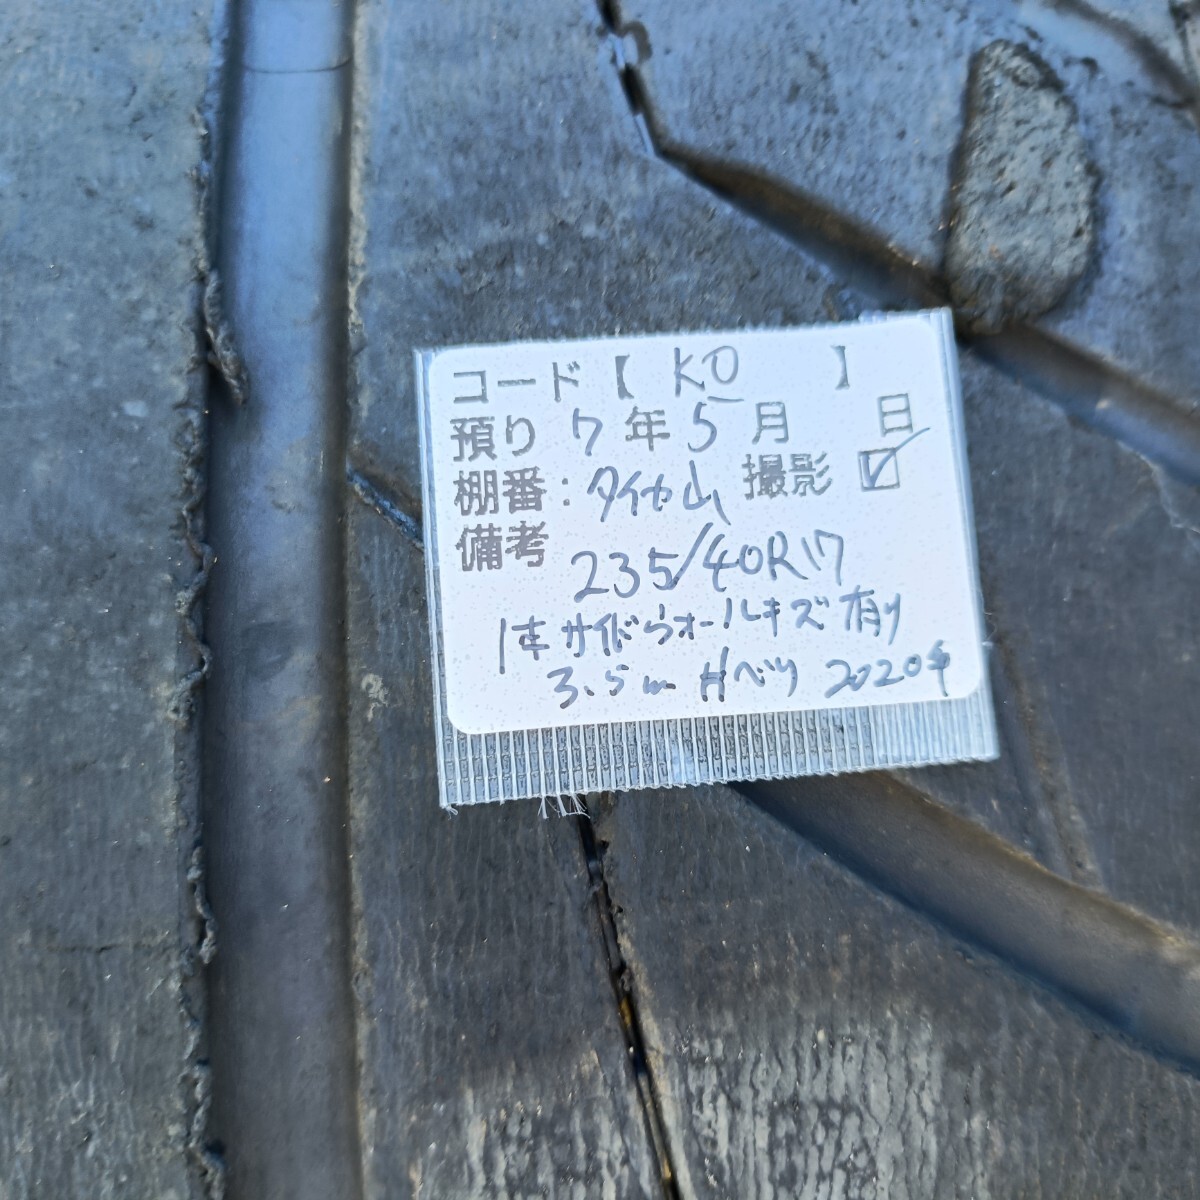 コード【 KO 】
預り 7年5月 日
棚番：タイヤ山 撮影 ☑
備考
235/40R17
1本サイドウォールキズ有り
3.5㎜ 片ベリ 2020年